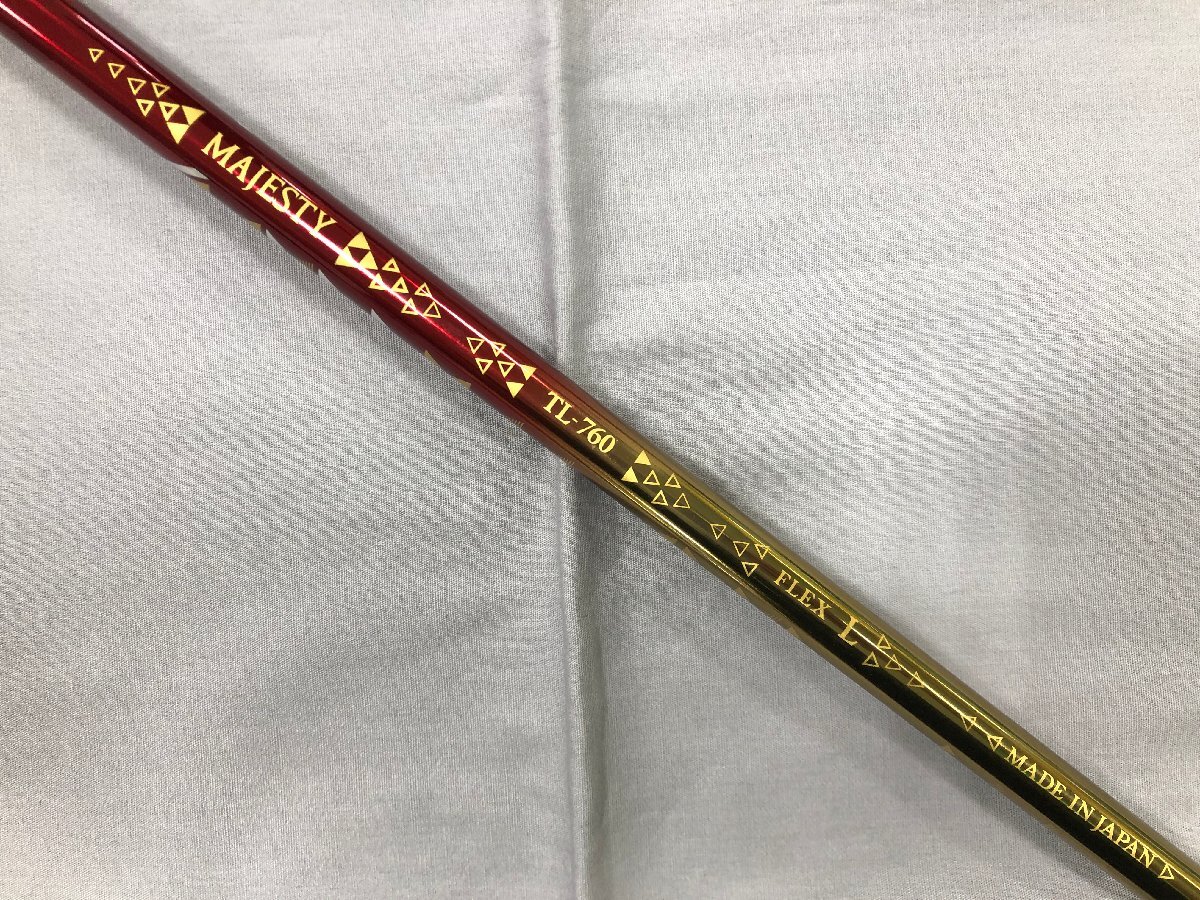 MAJESTY
TL-760
FLEX L
MADE IN JAPAN